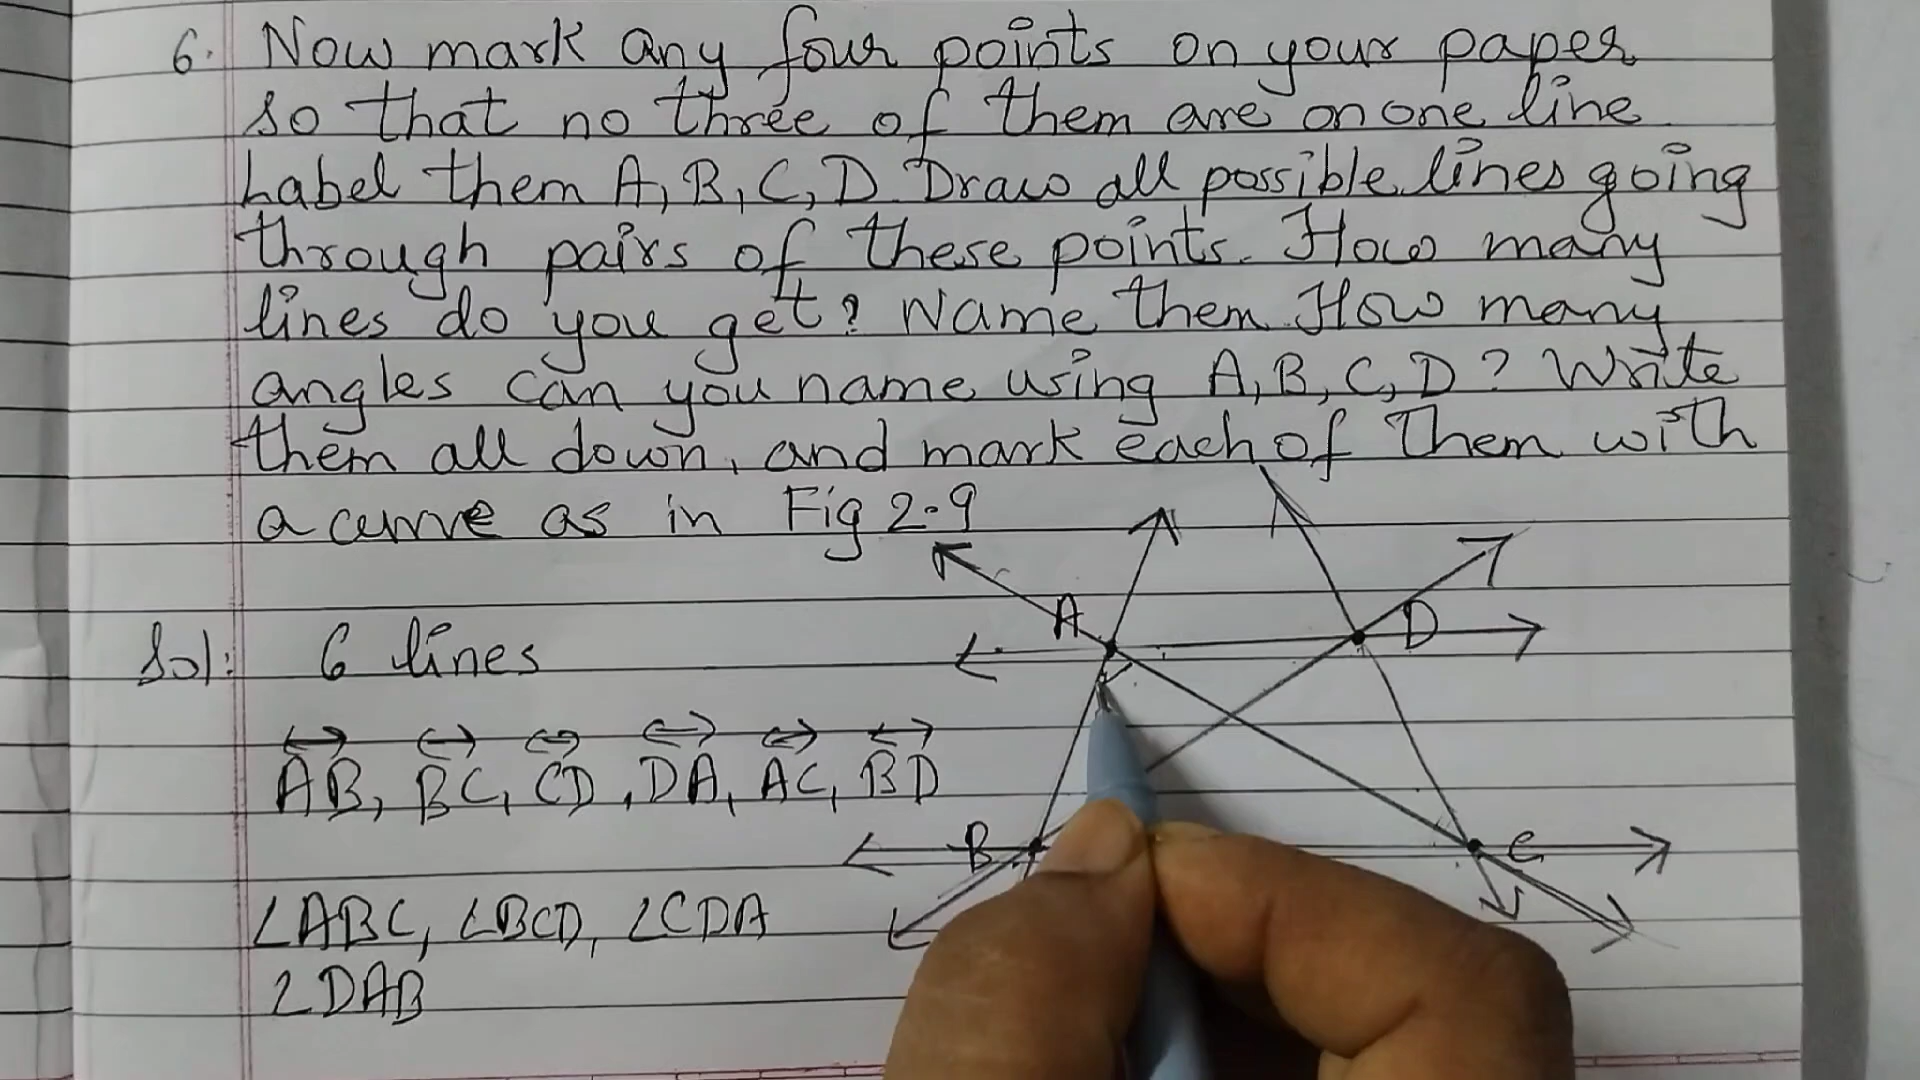 6. Now mark any four points on your paper
so that no three of them are on one line
Label them A, B, C, D Draw all possible lines going
through pairs of these points. How many
lines do you get? Name them. How many
angles can you name using A, B, C, D? Write
them all down, and mark each of them with
a curve as in Fig 2.9
Sol: 6 lines
AB, BC, CD, DA, AC, BD
∠ABC, ∠BCD, ∠CDA
∠DAB
A
D
B
C